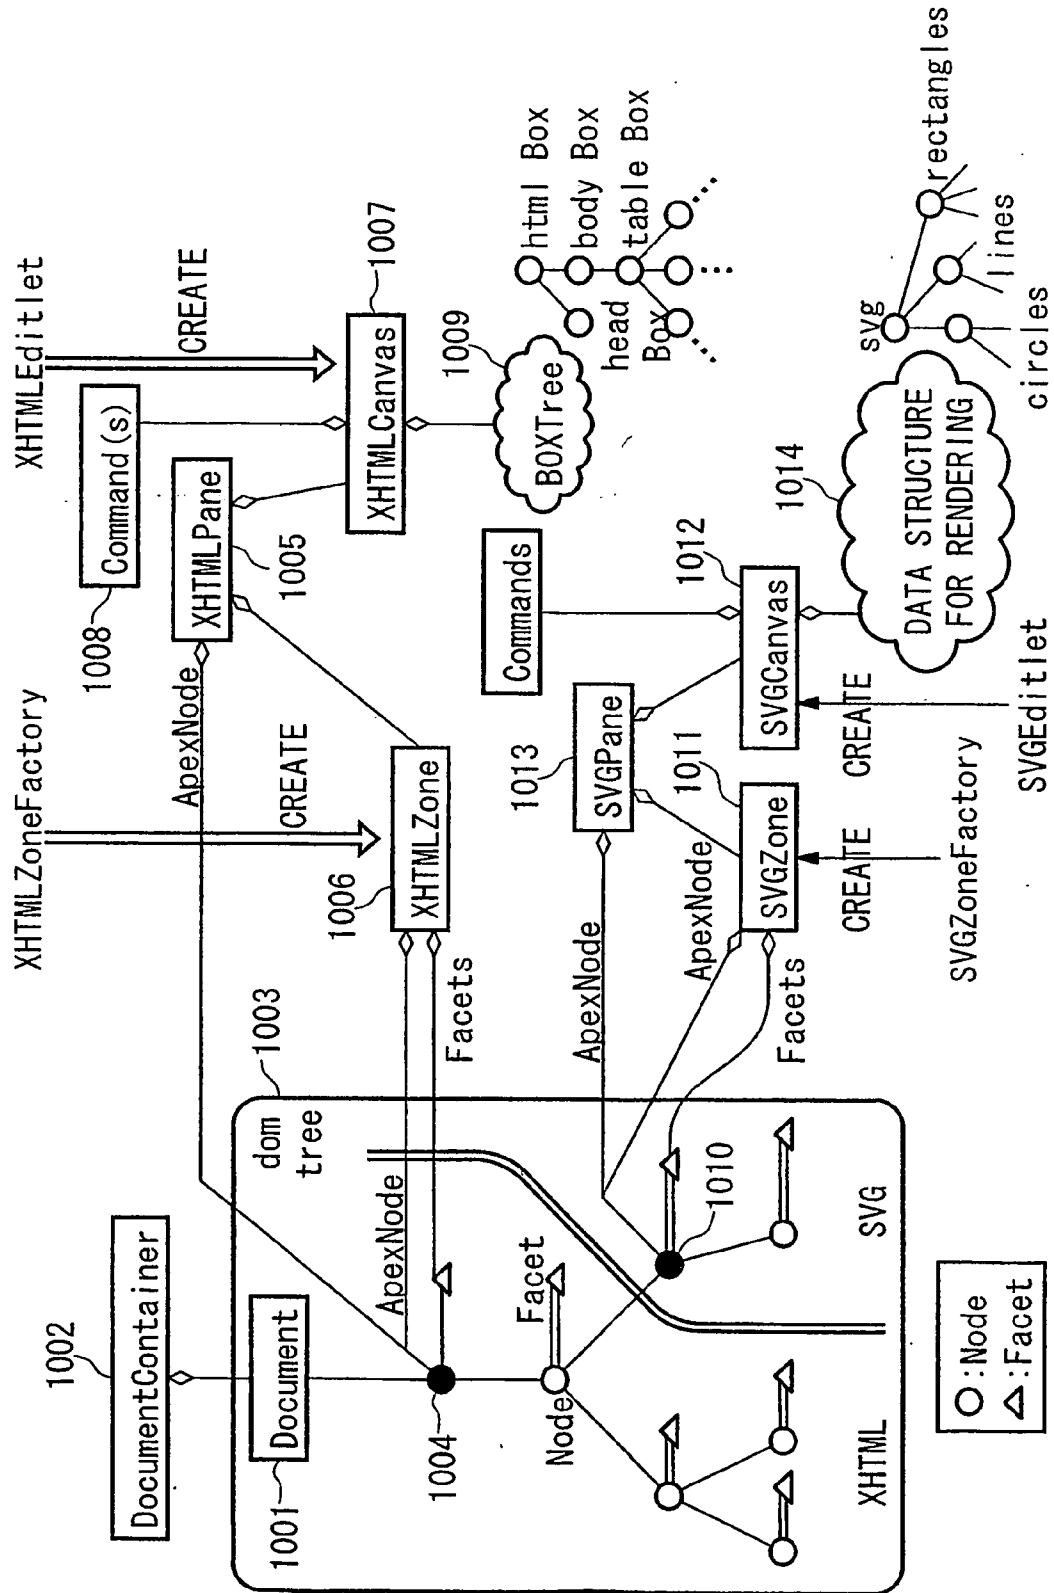 XHTMLZoneFactory
XHTMLEditlet
CREATE
CREATE
1002
DocumentContainer
1008
Command(s)
ApexNode
XHTMLPane
1005
1007
XHTMLCanvas
1009
BOXTree
html Box
body Box
table Box
head
Box
1001
Document
dom
tree
1003
1006
XHTMLZone
ApexNode
Facets
1004
Node
Facet
1010
XHTML
SVG
Commands
1013
SVGPane
1012
SVGCanvas
ApexNode
ApexNode
1011
SVGZone
Facets
CREATE
CREATE
SVGZoneFactory
SVGEditlet
1014
DATA STRUCTURE
FOR RENDERING
svg
rectangles
lines
circles
:Node
:Facet